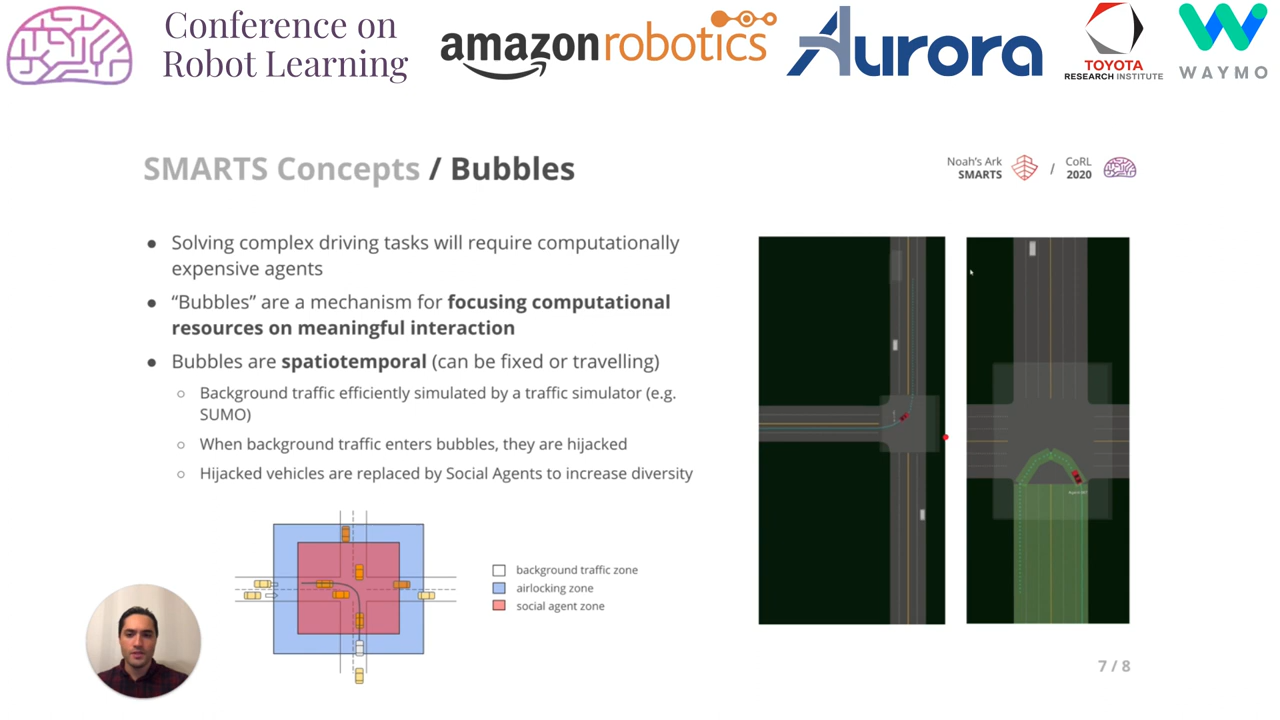 Conference on
Robot Learning
amazonrobotics
Aurora
TOYOTA
RESEARCH INSTITUTE
WAYMO
SMARTS Concepts / Bubbles
Noah's Ark
SMARTS
/
CoRL
2020
● Solving complex driving tasks will require computationally
expensive agents
● “Bubbles” are a mechanism for focusing computational
resources on meaningful interaction
● Bubbles are spatiotemporal (can be fixed or travelling)
○ Background traffic efficiently simulated by a traffic simulator (e.g.
SUMO)
○ When background traffic enters bubbles, they are hijacked
○ Hijacked vehicles are replaced by Social Agents to increase diversity
background traffic zone
airlocking zone
social agent zone
7 / 8